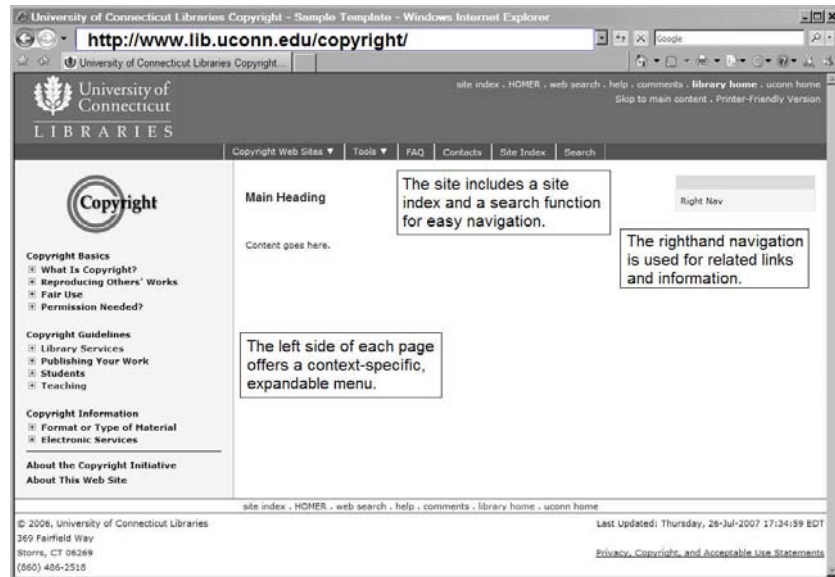 University of Connecticut Libraries Copyright - Sample Template - Windows Internet Explorer
http://www.lib.uconn.edu/copyright/
Google
University of Connecticut Libraries Copyright...
University of
Connecticut
LIBRARIES
site index . HOMER . web search . help . comments . library home . uconn home
Skip to main content . Printer-Friendly Version
Copyright Web Sites ▼ | Tools ▼ | FAQ | Contacts | Site Index | Search
Copyright
Copyright Basics
What Is Copyright?
Reproducing Others' Works
Fair Use
Permission Needed?
Copyright Guidelines
Library Services
Publishing Your Work
Students
Teaching
Copyright Information
Format or Type of Material
Electronic Services
About the Copyright Initiative
About This Web Site
Main Heading
Content goes here.
The site includes a site
index and a search function
for easy navigation.
Right Nav
The righthand navigation
is used for related links
and information.
The left side of each page
offers a context-specific,
expandable menu.
site index . HOMER . web search . help . comments . library home . uconn home
© 2006, University of Connecticut Libraries
369 Fairfield Way
Storrs, CT 06269
(860) 486-2518
Last Updated: Thursday, 26-Jul-2007 17:34:59 EDT
Privacy, Copyright, and Acceptable Use Statements